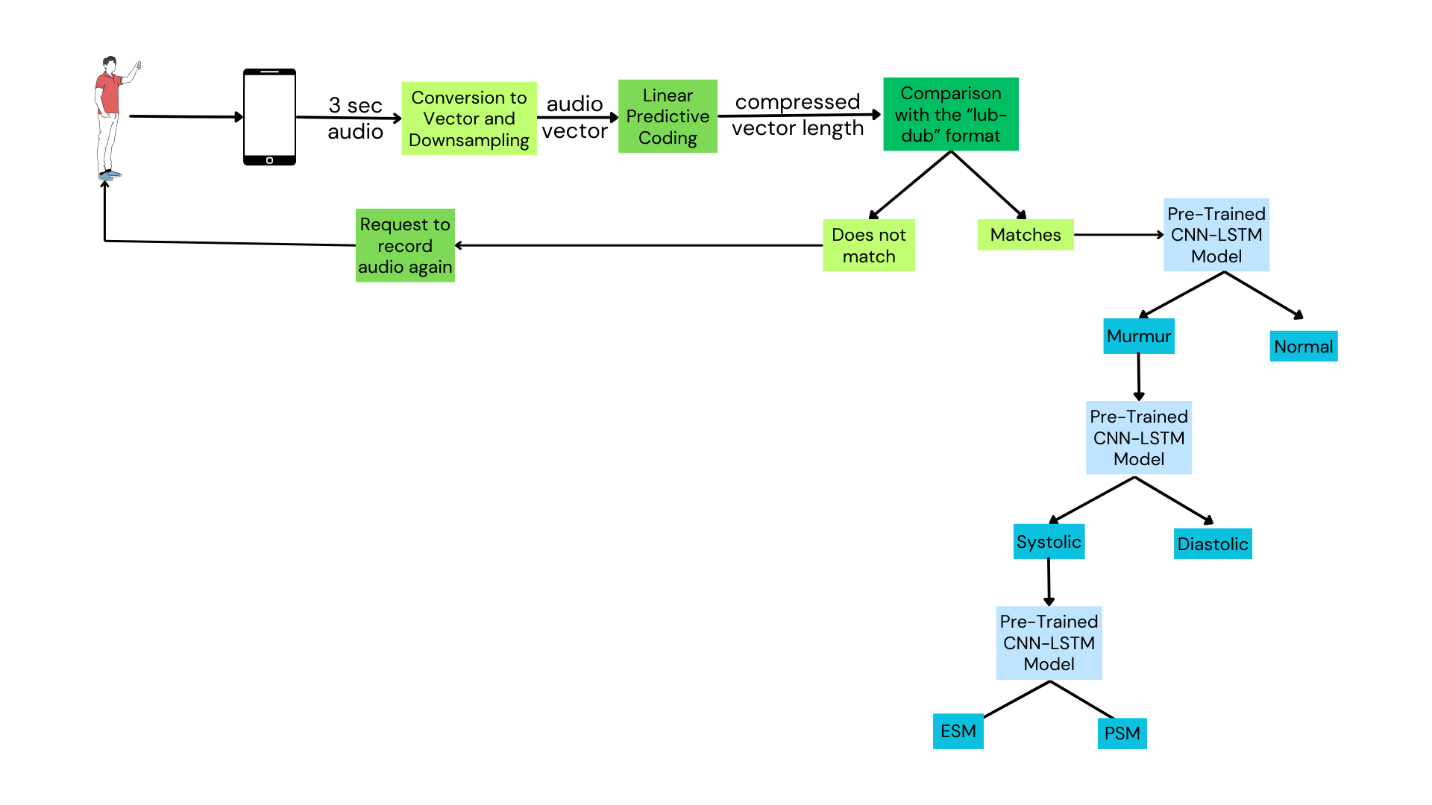 3 sec
audio
Conversion to
Vector and
Downsampling
audio
vector
Linear
Predictive
Coding
compressed
vector length
Comparison
with the “lub-
dub” format
Request to
record
audio again
Does not
match
Matches
Pre-Trained
CNN-LSTM
Model
Murmur
Normal
Pre-Trained
CNN-LSTM
Model
Systolic
Diastolic
Pre-Trained
CNN-LSTM
Model
ESM
PSM